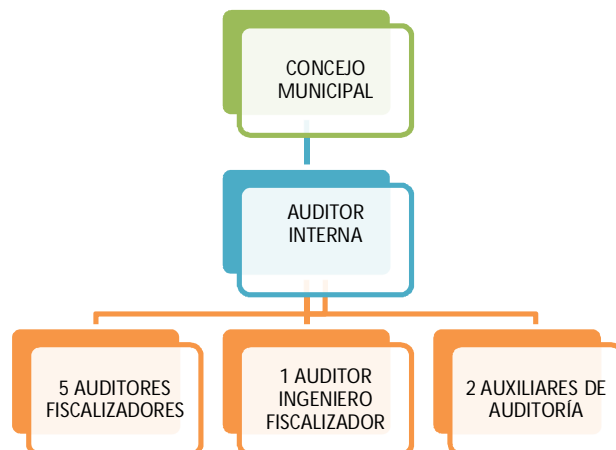 CONCEJO
MUNICIPAL
AUDITOR
INTERNA
5 AUDITORES
FISCALIZADORES
1 AUDITOR
INGENIERO
FISCALIZADOR
2 AUXILIARES DE
AUDITORÍA